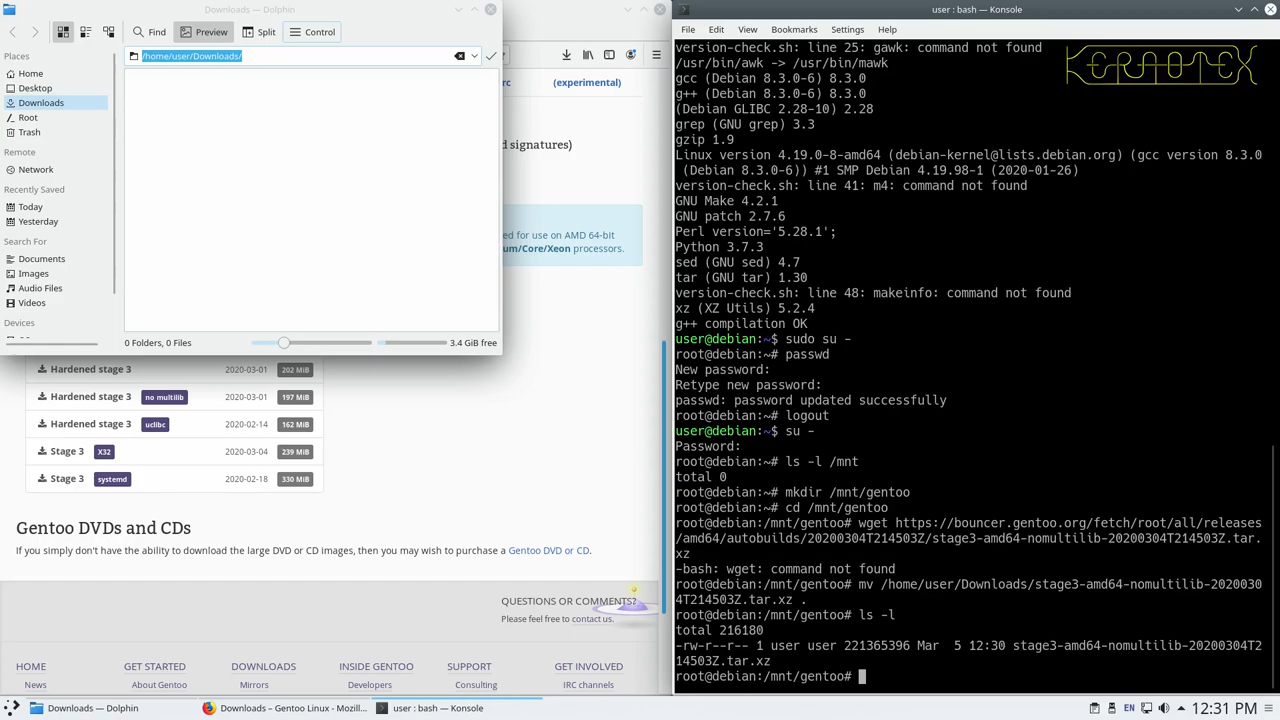 Downloads — Dolphin
Find
Preview
Split
Control
Places
/home/user/Downloads/
Home
Desktop
Downloads
Root
Trash
Remote
Network
Recently Saved
Today
Yesterday
Search For
Documents
Images
Audio Files
Videos
Devices
0 Folders, 0 Files
3.4 GiB free
rc
(experimental)
d signatures)
ed for use on AMD 64-bit
um/Core/Xeon processors.
Hardened stage 3 2020-03-01 202 MiB
Hardened stage 3 no multilib 2020-03-01 197 MiB
Hardened stage 3 uclibc 2020-02-14 162 MiB
Stage 3 X32 2020-03-04 239 MiB
Stage 3 systemd 2020-02-18 330 MiB
Gentoo DVDs and CDs
If you simply don't have the ability to download the large DVD or CD images, then you may wish to purchase a Gentoo DVD or CD.
QUESTIONS OR COMMENTS?
Please feel free to contact us.
HOME GET STARTED DOWNLOADS INSIDE GENTOO SUPPORT GET INVOLVED
News About Gentoo Mirrors Developers Consulting IRC channels
user : bash — Konsole
File Edit View Bookmarks Settings Help
KERAOTEX
version-check.sh: line 25: gawk: command not found
/usr/bin/awk -> /usr/bin/mawk
gcc (Debian 8.3.0-6) 8.3.0
g++ (Debian 8.3.0-6) 8.3.0
(Debian GLIBC 2.28-10) 2.28
grep (GNU grep) 3.3
gzip 1.9
Linux version 4.19.0-8-amd64 (debian-kernel@lists.debian.org) (gcc version 8.3.0
(Debian 8.3.0-6)) #1 SMP Debian 4.19.98-1 (2020-01-26)
version-check.sh: line 41: m4: command not found
GNU Make 4.2.1
GNU patch 2.7.6
Perl version='5.28.1';
Python 3.7.3
sed (GNU sed) 4.7
tar (GNU tar) 1.30
version-check.sh: line 48: makeinfo: command not found
xz (XZ Utils) 5.2.4
g++ compilation OK
user@debian:~$ sudo su -
root@debian:~# passwd
New password:
Retype new password:
passwd: password updated successfully
root@debian:~# logout
user@debian:~$ su -
Password:
root@debian:~# ls -l /mnt
total 0
root@debian:~# mkdir /mnt/gentoo
root@debian:~# cd /mnt/gentoo
root@debian:/mnt/gentoo# wget https://bouncer.gentoo.org/fetch/root/all/releases
/amd64/autobuilds/20200304T214503Z/stage3-amd64-nomultilib-20200304T214503Z.tar.
xz
-bash: wget: command not found
root@debian:/mnt/gentoo# mv /home/user/Downloads/stage3-amd64-nomultilib-2020030
4T214503Z.tar.xz .
root@debian:/mnt/gentoo# ls -l
total 216180
-rw-r--r-- 1 user user 221365396 Mar  5 12:30 stage3-amd64-nomultilib-20200304T2
14503Z.tar.xz
root@debian:/mnt/gentoo#
Downloads — Dolphin
Downloads – Gentoo Linux - Mozill...
user : bash — Konsole
EN
12:31 PM